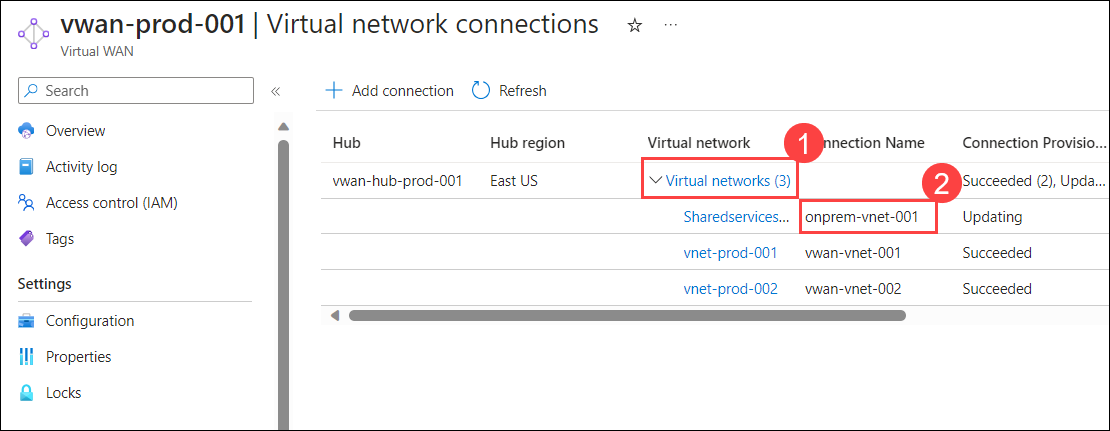 vwan-prod-001 | Virtual network connections ☆ ...
Virtual WAN
Search «
Add connection Refresh
Overview
Activity log
Access control (IAM)
Tags
Settings
Configuration
Properties
Locks
Hub Hub region Virtual network 1 nnection Name Connection Provisio...
vwan-hub-prod-001 East US Virtual networks (3) 2 Succeeded (2), Upda...
Sharedservices... onprem-vnet-001 Updating
vnet-prod-001 vwan-vnet-001 Succeeded
vnet-prod-002 vwan-vnet-002 Succeeded